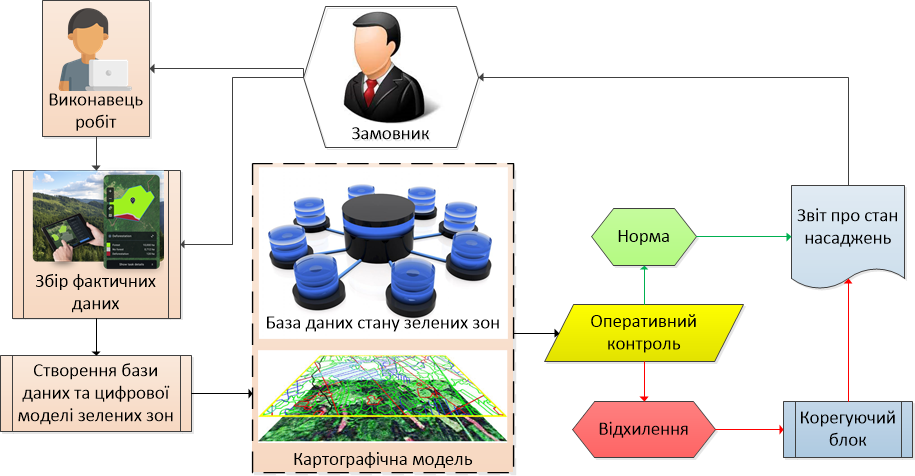 Виконавець
робіт
Замовник
Збір фактичних
даних
Створення бази
даних та цифрової
моделі зелених зон
База даних стану зелених зон
Картографічна модель
Норма
Оперативний
контроль
Відхилення
Звіт про стан
насаджень
Корегуючий
блок